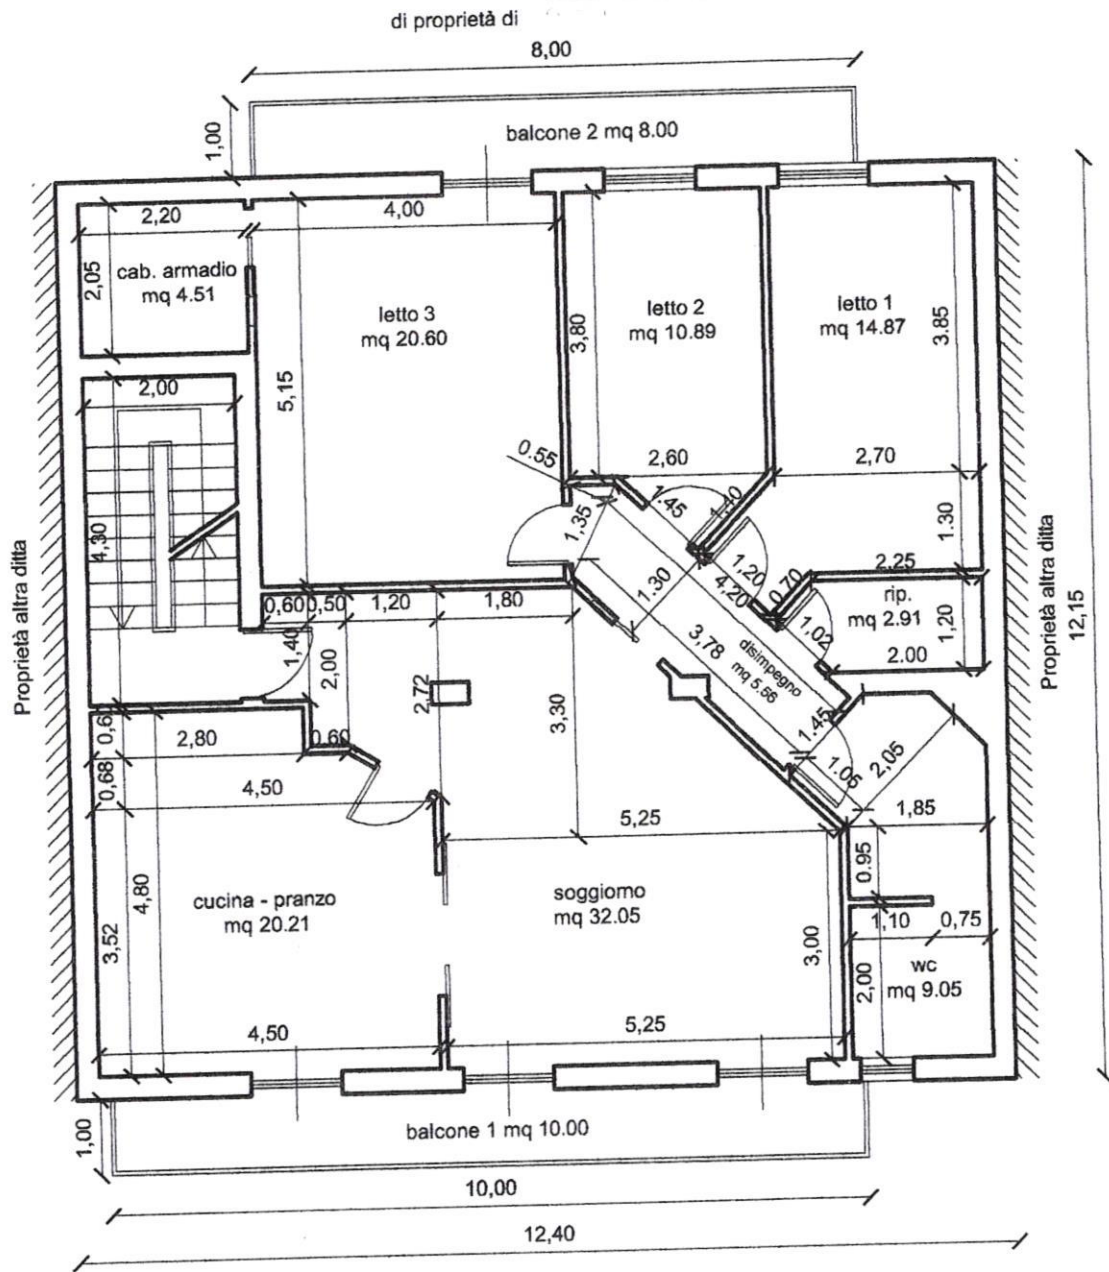 di proprietà di
8,00
1,00
balcone 2 mq 8.00
2,20
4,00
2,05
cab. armadio
mq 4.51
letto 3
mq 20.60
5,15
3,80
letto 2
mq 10.89
letto 1
mq 14.87
3.85
2,00
4,30
0.55
2,60
2,70
1.45
1,10
1,35
1.30
1.30
4,20
1,20
0,70
2,25
rip.
mq 2.91
1,20
1,02
2.00
0,60
0,50
1,20
1,80
1,40
2,00
2,72
3,30
3,78
disimpegno
mq 5.56
Proprietà altra ditta
Proprietà altra ditta
12,15
0,6
2,80
0,60
0,68
4,50
1.45
1.05
2,05
1,85
5,25
0.95
4,80
3,52
cucina - pranzo
mq 20.21
soggiorno
mq 32.05
3,00
1,10
0,75
wc
mq 9.05
2,00
4,50
5,25
1,00
balcone 1 mq 10.00
10,00
12,40